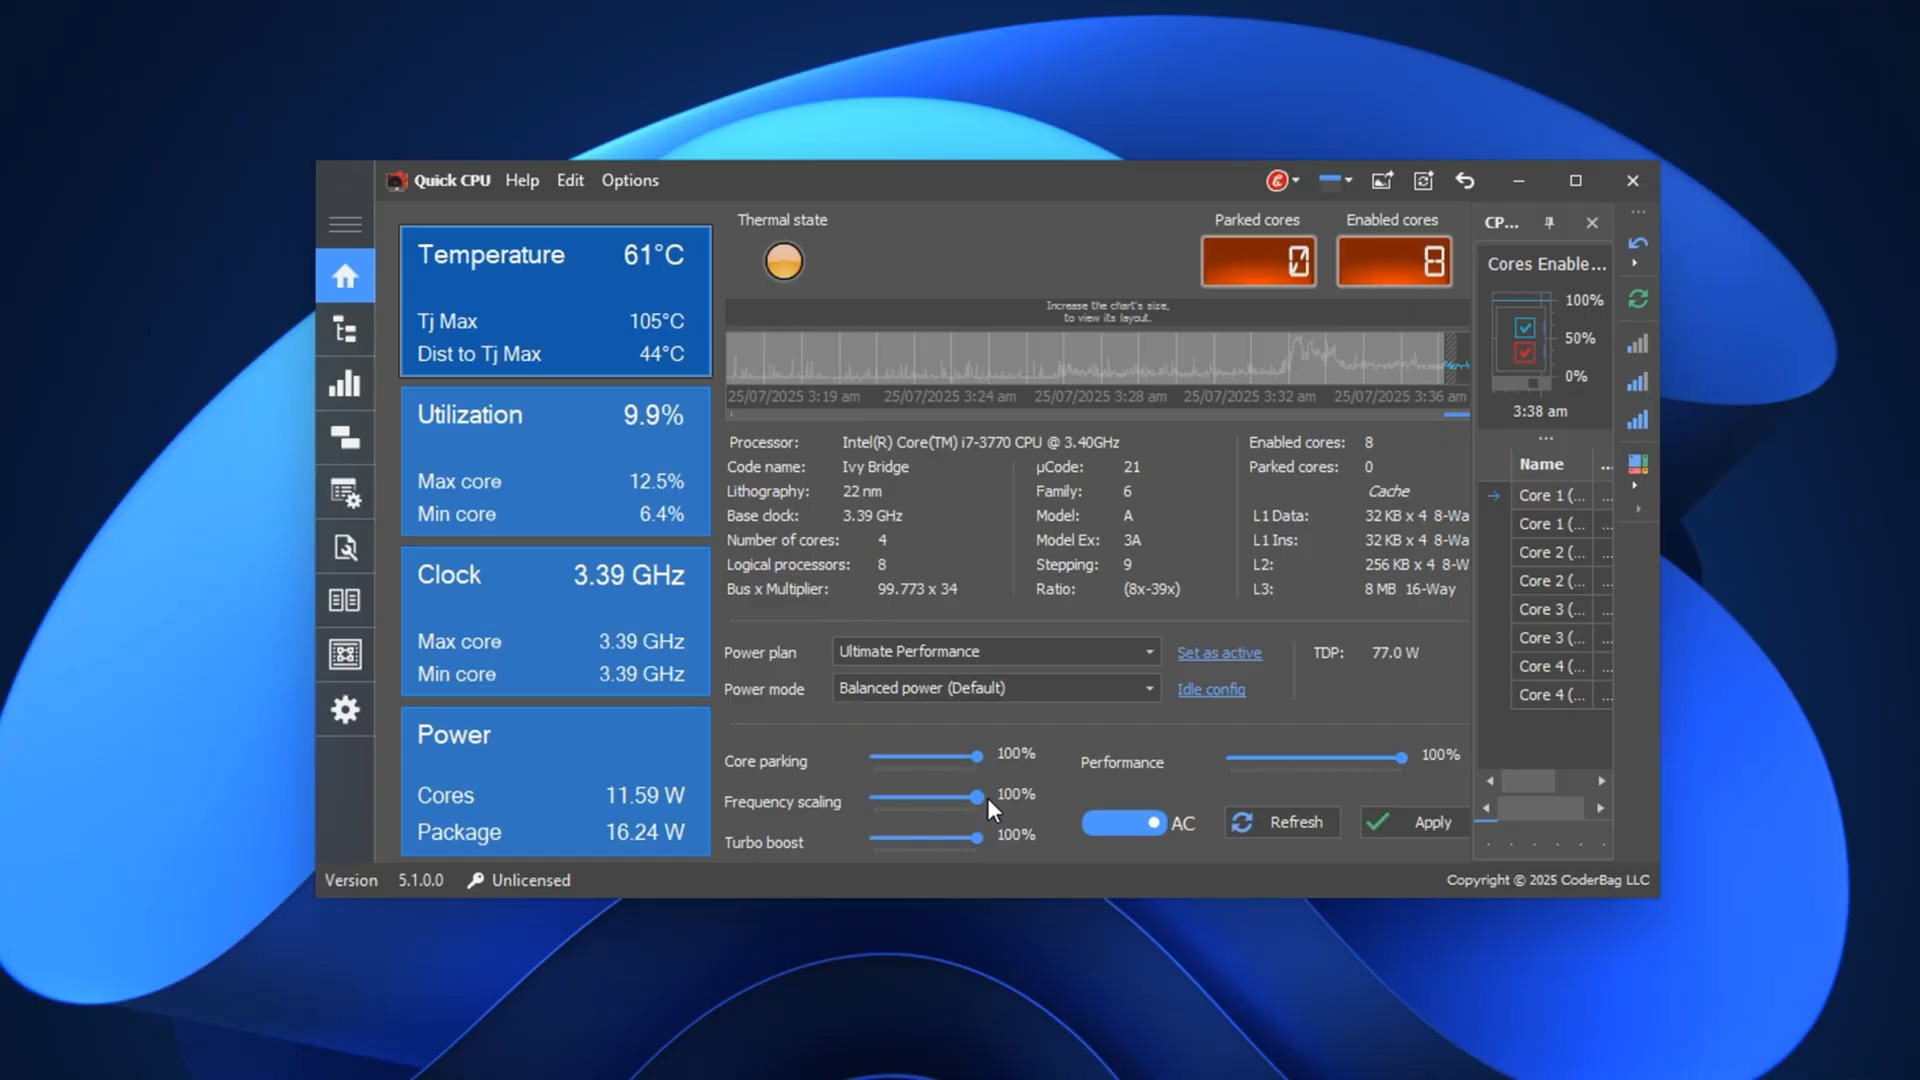 Quick CPU Help Edit Options
Temperature 61°C
Tj Max 105°C
Dist to Tj Max 44°C
Utilization 9.9%
Max core 12.5%
Min core 6.4%
Clock 3.39 GHz
Max core 3.39 GHz
Min core 3.39 GHz
Power
Cores 11.59 W
Package 16.24 W
Thermal state
Parked cores Enabled cores
0 8
Increase the chart's size,
to view its layout.
25/07/2025 3:19 am 25/07/2025 3:24 am 25/07/2025 3:28 am 25/07/2025 3:32 am 25/07/2025 3:36 am
Processor: Intel(R) Core(TM) i7-3770 CPU @ 3.40GHz
Code name: Ivy Bridge
Lithography: 22 nm
Base clock: 3.39 GHz
Number of cores: 4
Logical processors: 8
Bus x Multiplier: 99.773 x 34
µCode: 21
Family: 6
Model: A
Model Ex: 3A
Stepping: 9
Ratio: (8x-39x)
Enabled cores: 8
Parked cores: 0
Cache
L1 Data: 32 KB x 4 8-Wa
L1 Ins: 32 KB x 4 8-Wa
L2: 256 KB x 4 8-W
L3: 8 MB 16-Way
Power plan Ultimate Performance Set as active TDP: 77.0 W
Power mode Balanced power (Default) Idle config
Core parking 100%
Frequency scaling 100%
Turbo boost 100%
Performance 100%
AC Refresh Apply
CP...
Cores Enable...
100%
50%
0%
3:38 am
Name ...
Core 1 (... ...
Core 1 (... ...
Core 2 (... ...
Core 2 (... ...
Core 3 (... ...
Core 3 (... ...
Core 4 (... ...
Core 4 (... ...
Version 5.1.0.0 Unlicensed
Copyright © 2025 CoderBag LLC